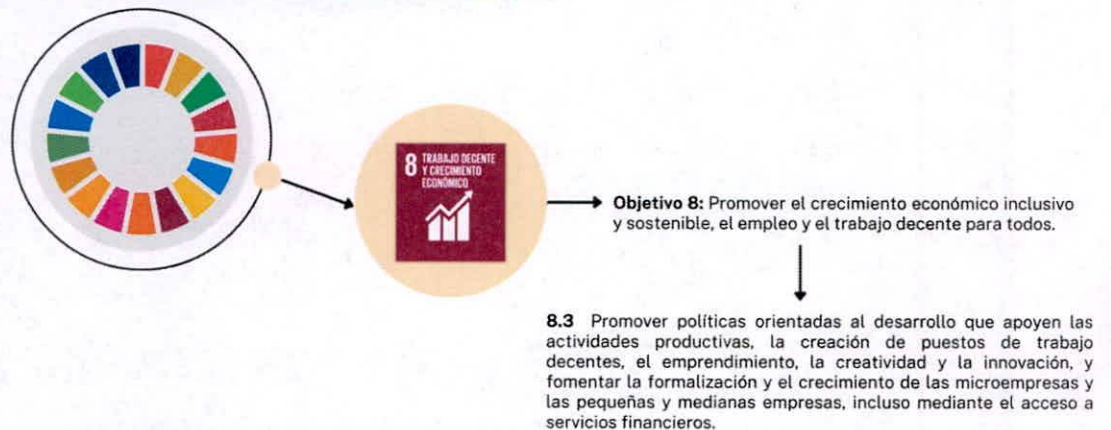 8 TRABAJO DECENTE
Y CRECIMIENTO
ECONÓMICO
Objetivo 8: Promover el crecimiento económico inclusivo
y sostenible, el empleo y el trabajo decente para todos.
8.3 Promover políticas orientadas al desarrollo que apoyen las
actividades productivas, la creación de puestos de trabajo
decentes, el emprendimiento, la creatividad y la innovación, y
fomentar la formalización y el crecimiento de las microempresas y
las pequeñas y medianas empresas, incluso mediante el acceso a
servicios financieros.